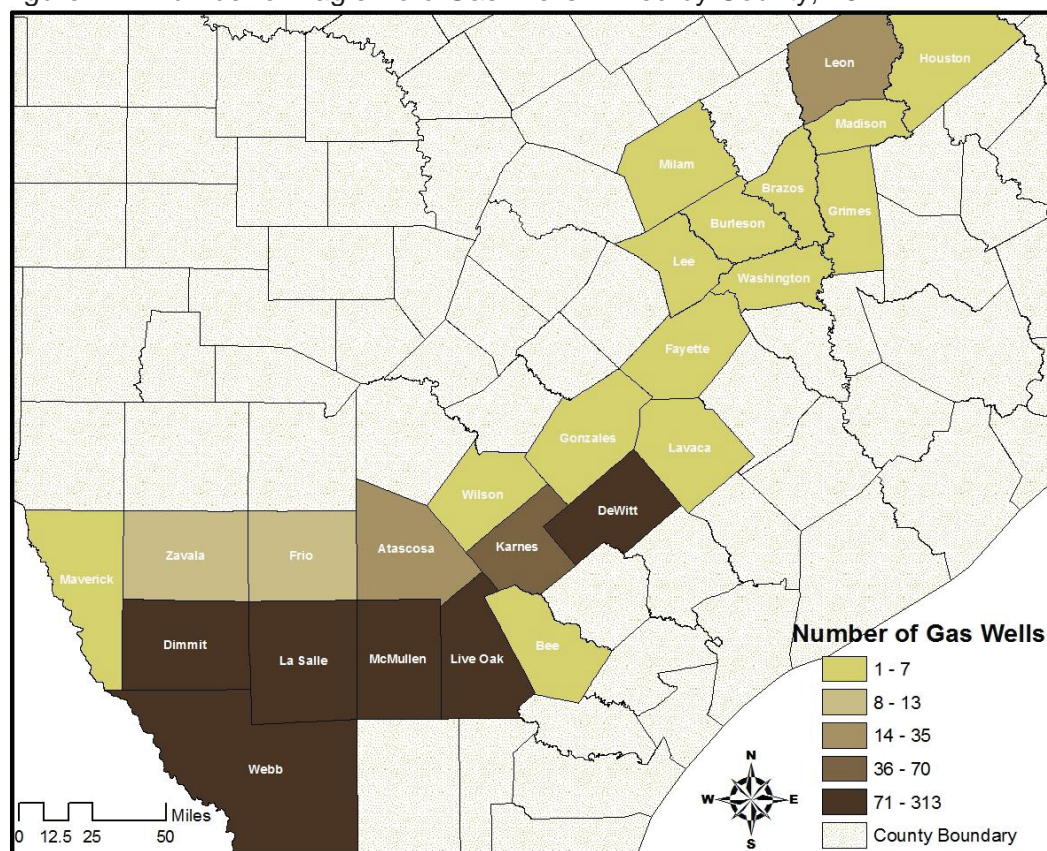 Leon
Houston
Madison
Milam
Brazos
Grimes
Burleson
Lee
Washington
Fayette
Gonzales
Lavaca
Wilson
DeWitt
Karnes
Zavala
Frio
Atascosa
Maverick
Dimmit
La Salle
McMullen
Live Oak
Bee
Webb
Number of Gas Wells
1 - 7
8 - 13
14 - 35
36 - 70
71 - 313
County Boundary
N
W E
S
Miles
0 12.5 25 50